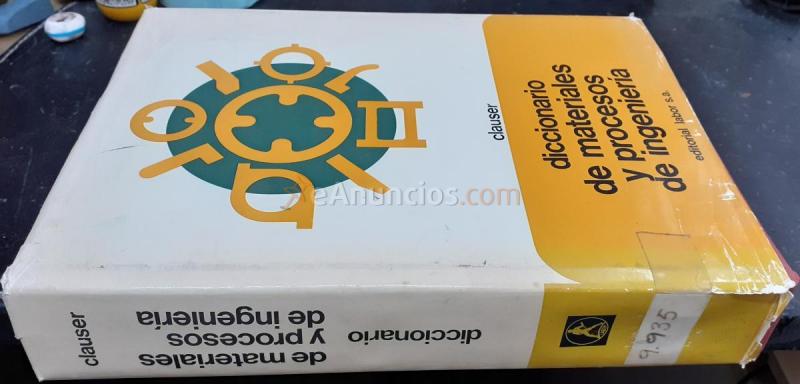 clauser
diccionario
de materiales
y procesos
de ingeniería
editorial labor s.a.
XeAnuncios.com
clauser
diccionario
de materiales
y procesos
de ingeniería
9.935